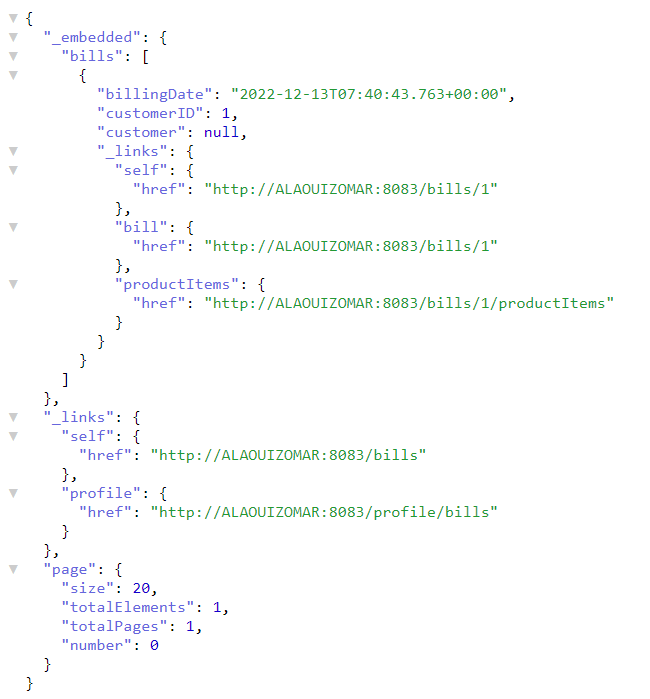 {
  "_embedded": {
    "bills": [
      {
        "billingDate": "2022-12-13T07:40:43.763+00:00",
        "customerID": 1,
        "customer": null,
        "_links": {
          "self": {
            "href": "http://ALAOUIZOMAR:8083/bills/1"
          },
          "bill": {
            "href": "http://ALAOUIZOMAR:8083/bills/1"
          },
          "productItems": {
            "href": "http://ALAOUIZOMAR:8083/bills/1/productItems"
          }
        }
      }
    ]
  },
  "_links": {
    "self": {
      "href": "http://ALAOUIZOMAR:8083/bills"
    },
    "profile": {
      "href": "http://ALAOUIZOMAR:8083/profile/bills"
    }
  },
  "page": {
    "size": 20,
    "totalElements": 1,
    "totalPages": 1,
    "number": 0
  }
}